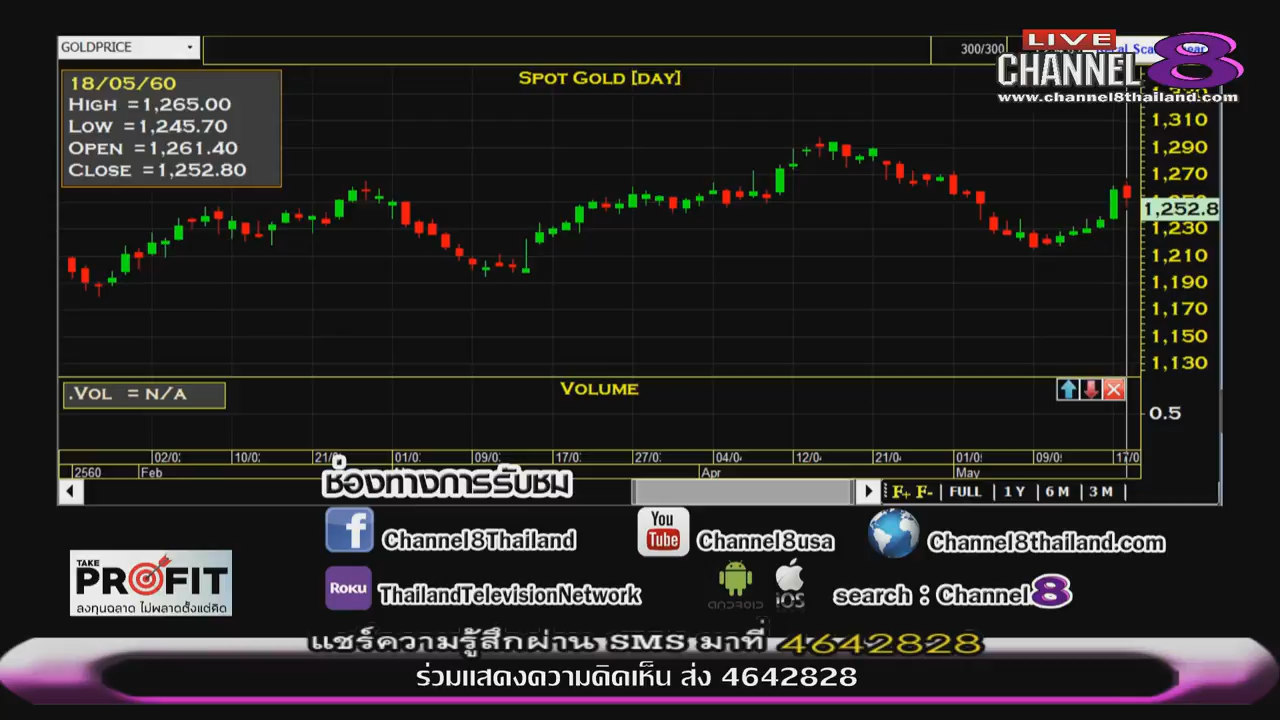 GOLDPRICE
300/300
LIVE
CHANNEL 8
www.channel8thailand.com
18/05/60
HIGH =1,265.00
LOW =1,245.70
OPEN =1,261.40
CLOSE =1,252.80
SPOT GOLD [DAY]
1,310
1,290
1,270
1,252.8
1,230
1,210
1,190
1,170
1,150
1,130
.VOL = N/A
VOLUME
0.5
02/0 10/0 21/0 01/0 09/0 17/0 27/0 04/0 12/0 21/0 01/0 09/0 17/0
2560 Feb Apr May
F+ F- FULL 1 Y 6 M 3 M
ช่องทางการรับชม
f Channel8Thailand
You Tube Channel8usa
Channel8thailand.com
ROKU ThailandTelevisionNetwork
ANDROID iOS
search : Channel8
TAKE PROFIT
ลงทุนฉลาด ไม่พลาดตั้งแต่คิด
แชร์ความรู้สึกผ่าน SMS มาที่ 4642828
ร่วมแสดงความคิดเห็น ส่ง 4642828